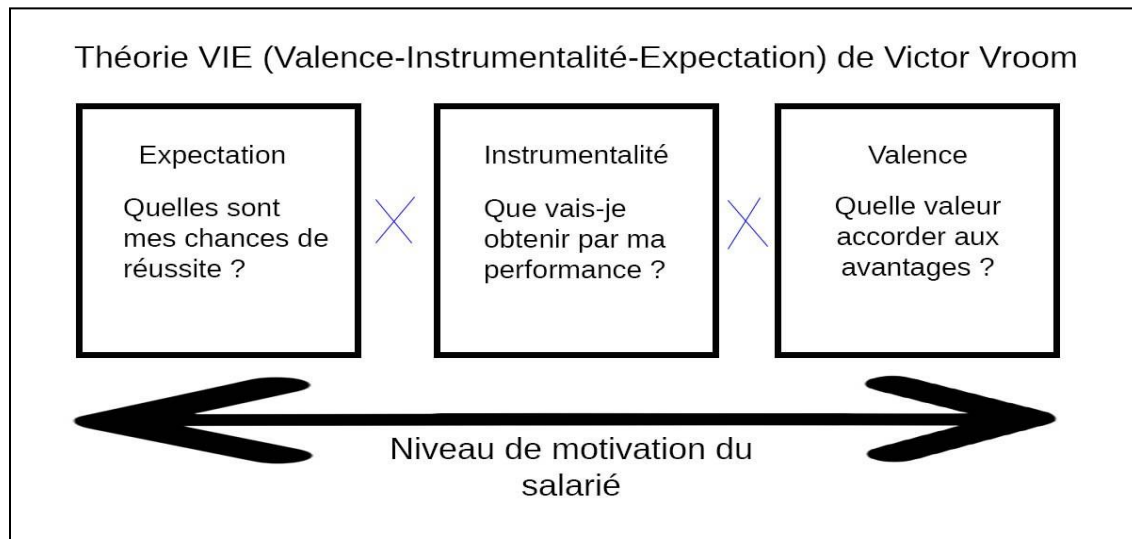 Théorie VIE (Valence-Instrumentalité-Expectation) de Victor Vroom
Expectation
Quelles sont
mes chances de
réussite ?
Instrumentalité
Que vais-je
obtenir par ma
performance ?
Valence
Quelle valeur
accorder aux
avantages ?
Niveau de motivation du
salarié